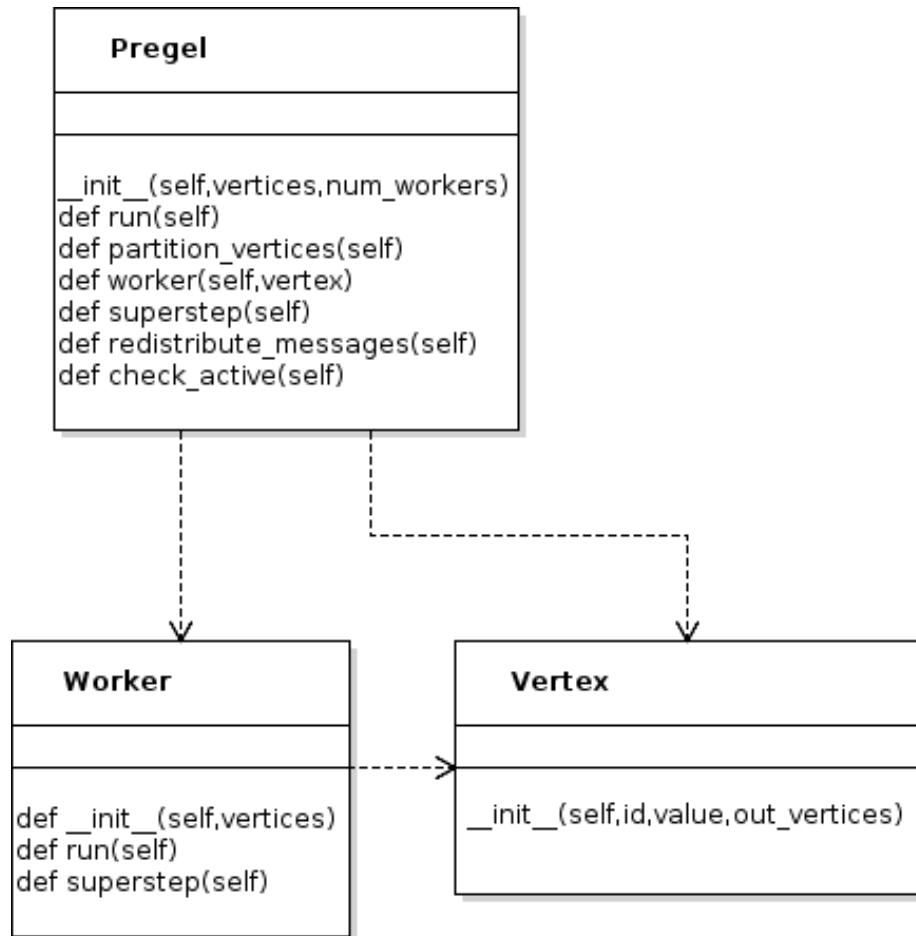 Pregel
__init__(self,vertices,num_workers)
def run(self)
def partition_vertices(self)
def worker(self,vertex)
def superstep(self)
def redistribute_messages(self)
def check_active(self)
Worker
def __init__(self,vertices)
def run(self)
def superstep(self)
Vertex
__init__(self,id,value,out_vertices)